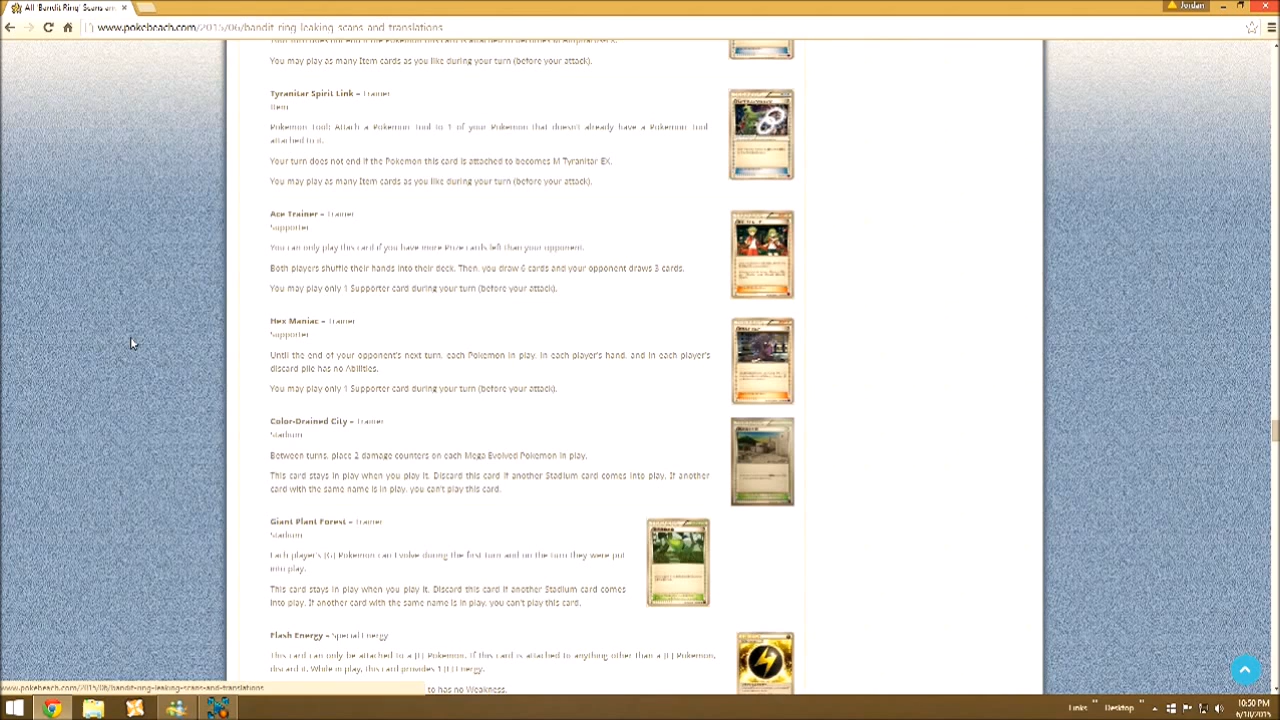 All 'Bandit Ring' Scans an
Jordan
www.pokebeach.com/2015/06/bandit-ring-leaking-scans-and-translations
You may play as many Item cards as you like during your turn (before your attack).
Tyranitar Spirit Link – Trainer
Item
Pokemon Tool: Attach a Pokemon Tool to 1 of your Pokemon that doesn't already have a Pokemon Tool
attached to it.
Your turn does not end if the Pokemon this card is attached to becomes M Tyranitar EX.
You may play as many Item cards as you like during your turn (before your attack).
Ace Trainer – Trainer
Supporter
You can only play this card if you have more Prize cards left than your opponent.
Both players shuffle their hands into their deck. Then, you draw 6 cards and your opponent draws 3 cards.
You may play only 1 Supporter card during your turn (before your attack).
Hex Maniac – Trainer
Supporter
Until the end of your opponent's next turn, each Pokemon in play, in each player's hand, and in each player's
discard pile has no Abilities.
You may play only 1 Supporter card during your turn (before your attack).
Color-Drained City – Trainer
Stadium
Between turns, place 2 damage counters on each Mega Evolved Pokemon in play.
This card stays in play when you play it. Discard this card if another Stadium card comes into play. If another
card with the same name is in play, you can't play this card.
Giant Plant Forest – Trainer
Stadium
Each player's [G] Pokemon can Evolve during the first turn and on the turn they were put
into play.
This card stays in play when you play it. Discard this card if another Stadium card comes
into play. If another card with the same name is in play, you can't play this card.
Flash Energy – Special Energy
This card can only be attached to a [L] Pokemon. If this card is attached to anything other than a [L] Pokemon,
discard it. While in play, this card provides 1 [L] Energy.
to has no Weakness.
www.pokebeach.com/2015/06/bandit-ring-leaking-scans-and-translations
Links
Desktop
10:50 PM